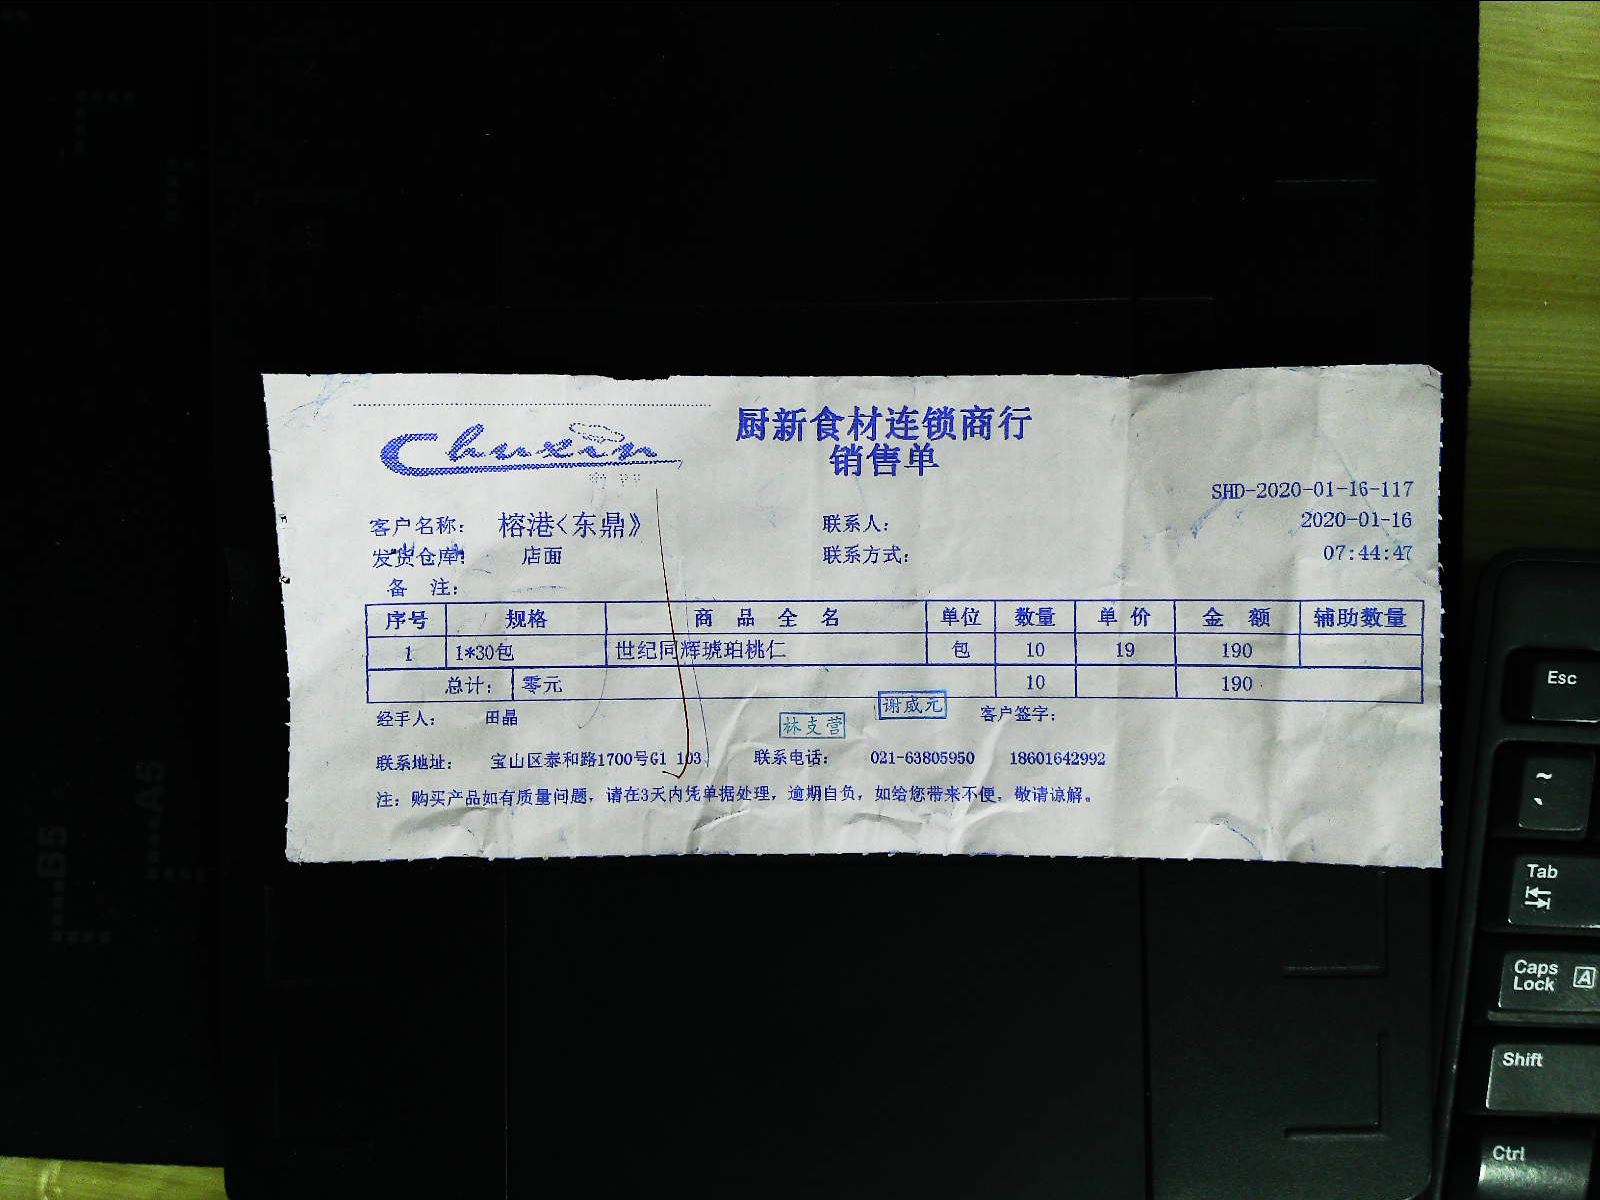 Chuxin
厨新食材连锁商行
销售单
SHD-2020-01-16-117
客户名称： 榕港<东鼎》 联系人： 2020-01-16
发货仓库： 店面 联系方式： 07:44:47
备 注：
序号 规格 商 品 全 名 单位 数量 单 价 金 额 辅助数量
1 1*30包 世纪同辉琥珀桃仁 包 10 19 190
总计： 零元 10 190
经手人： 田晶 林支营 谢威元 客户签字：
联系地址： 宝山区泰和路1700号G1 103 联系电话： 021-63805950 18601642992
注：购买产品如有质量问题，请在3天内凭单据处理，逾期自负，如给您带来不便，敬请谅解。
Esc
~
`
Tab
Caps
Lock
A
Shift
Ctrl
A5
B5